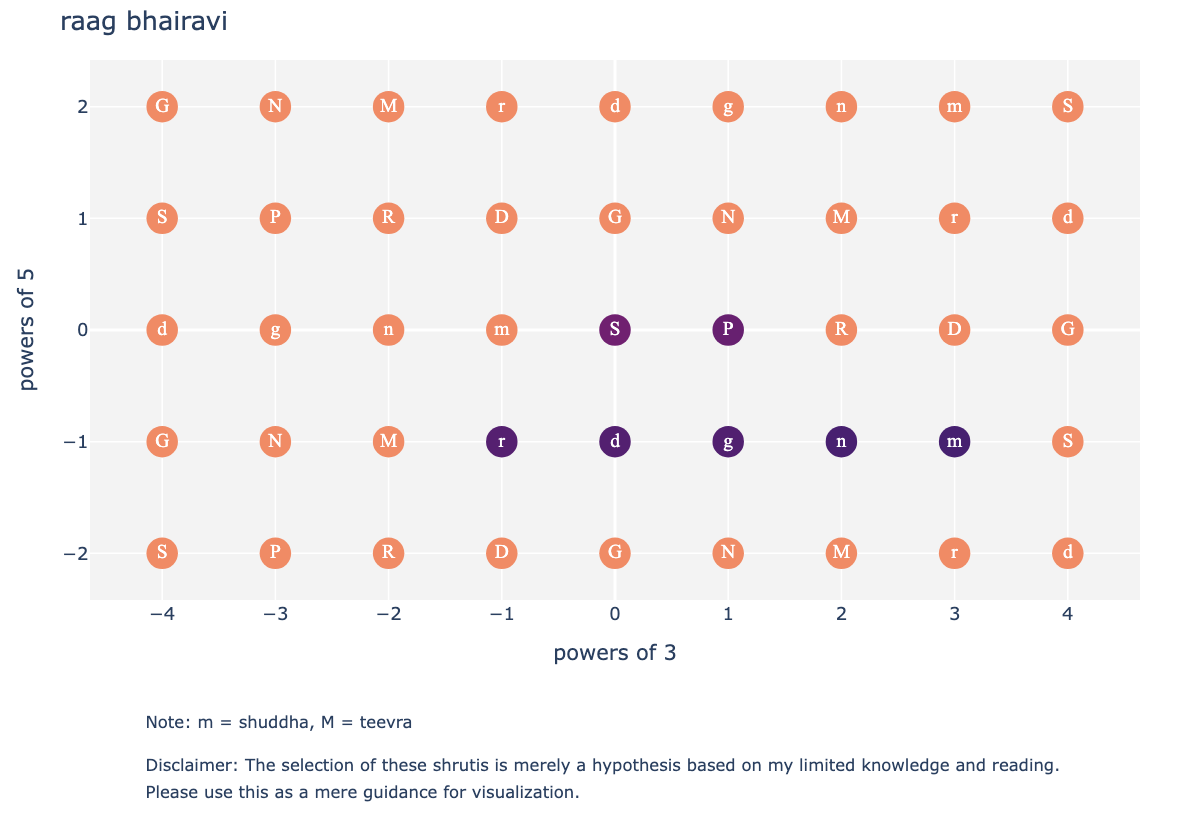 raag bhairavi
2 G N M r d g n m S
1 S P R D G N M r d
0 d g n m S P R D G
−1 G N M r d g n m S
−2 S P R D G N M r d
−4 −3 −2 −1 0 1 2 3 4
powers of 5
powers of 3
Note: m = shuddha, M = teevra
Disclaimer: The selection of these shrutis is merely a hypothesis based on my limited knowledge and reading.
Please use this as a mere guidance for visualization.